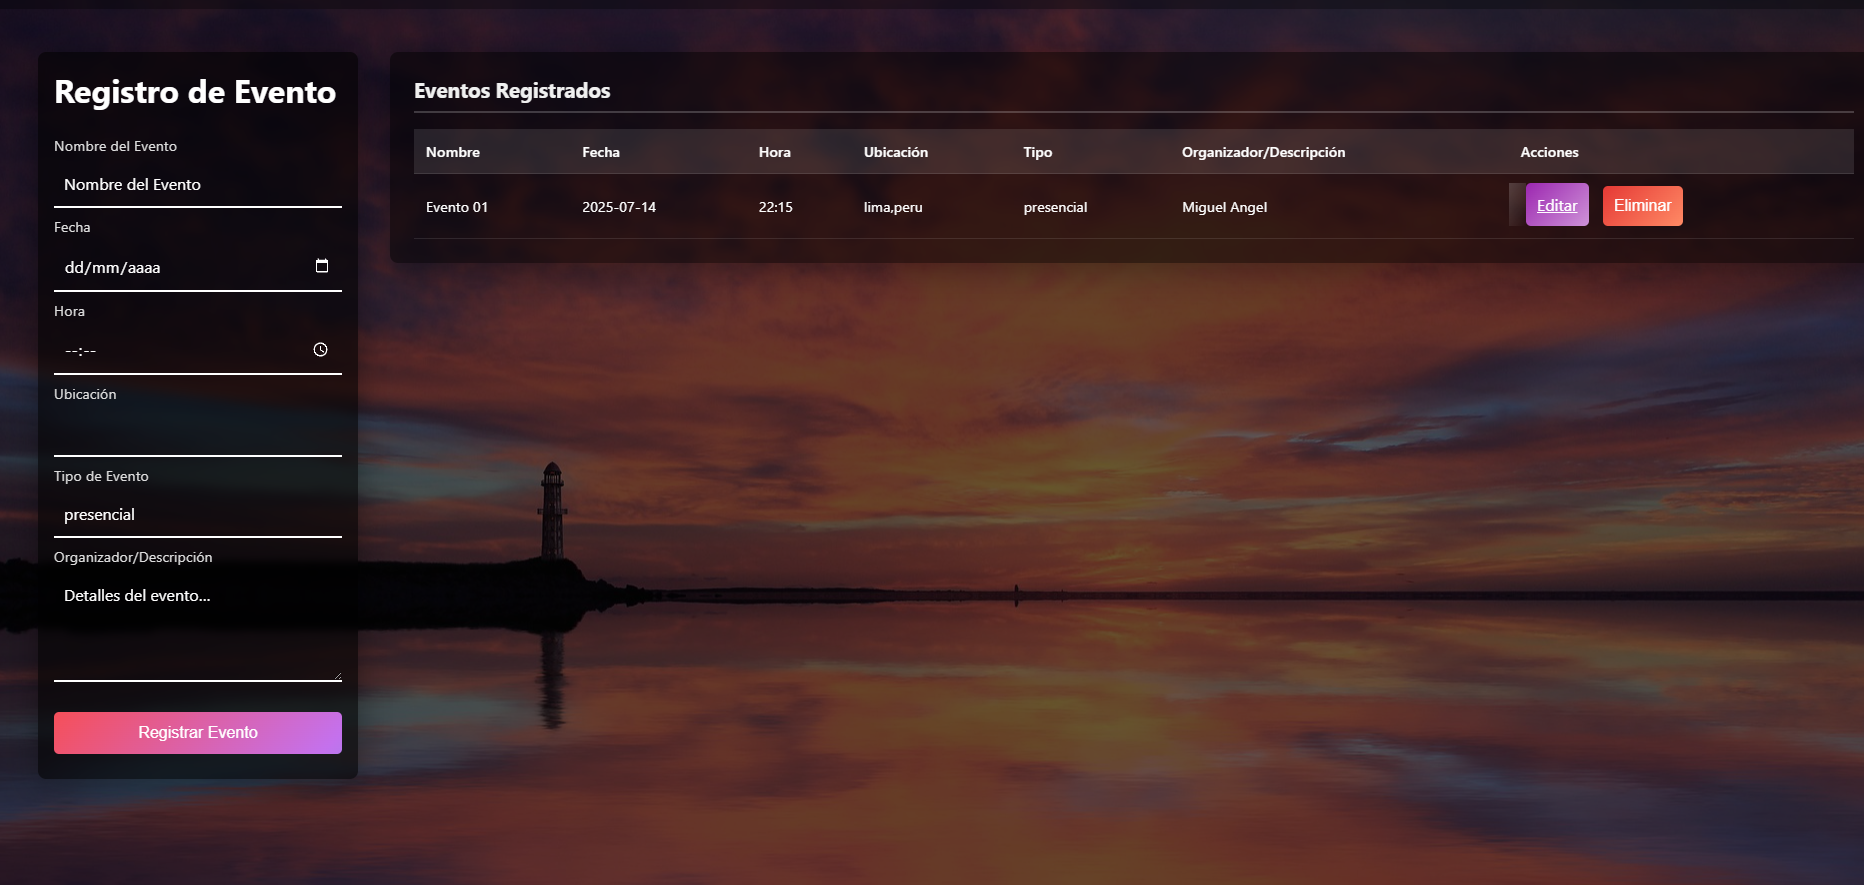 Registro de Evento
Nombre del Evento
Nombre del Evento
Fecha
dd/mm/aaaa
Hora
--:--
Ubicación
Tipo de Evento
presencial
Organizador/Descripción
Detalles del evento...
Registrar Evento
Eventos Registrados
Nombre Fecha Hora Ubicación Tipo Organizador/Descripción Acciones
Evento 01 2025-07-14 22:15 lima,peru presencial Miguel Angel Editar Eliminar